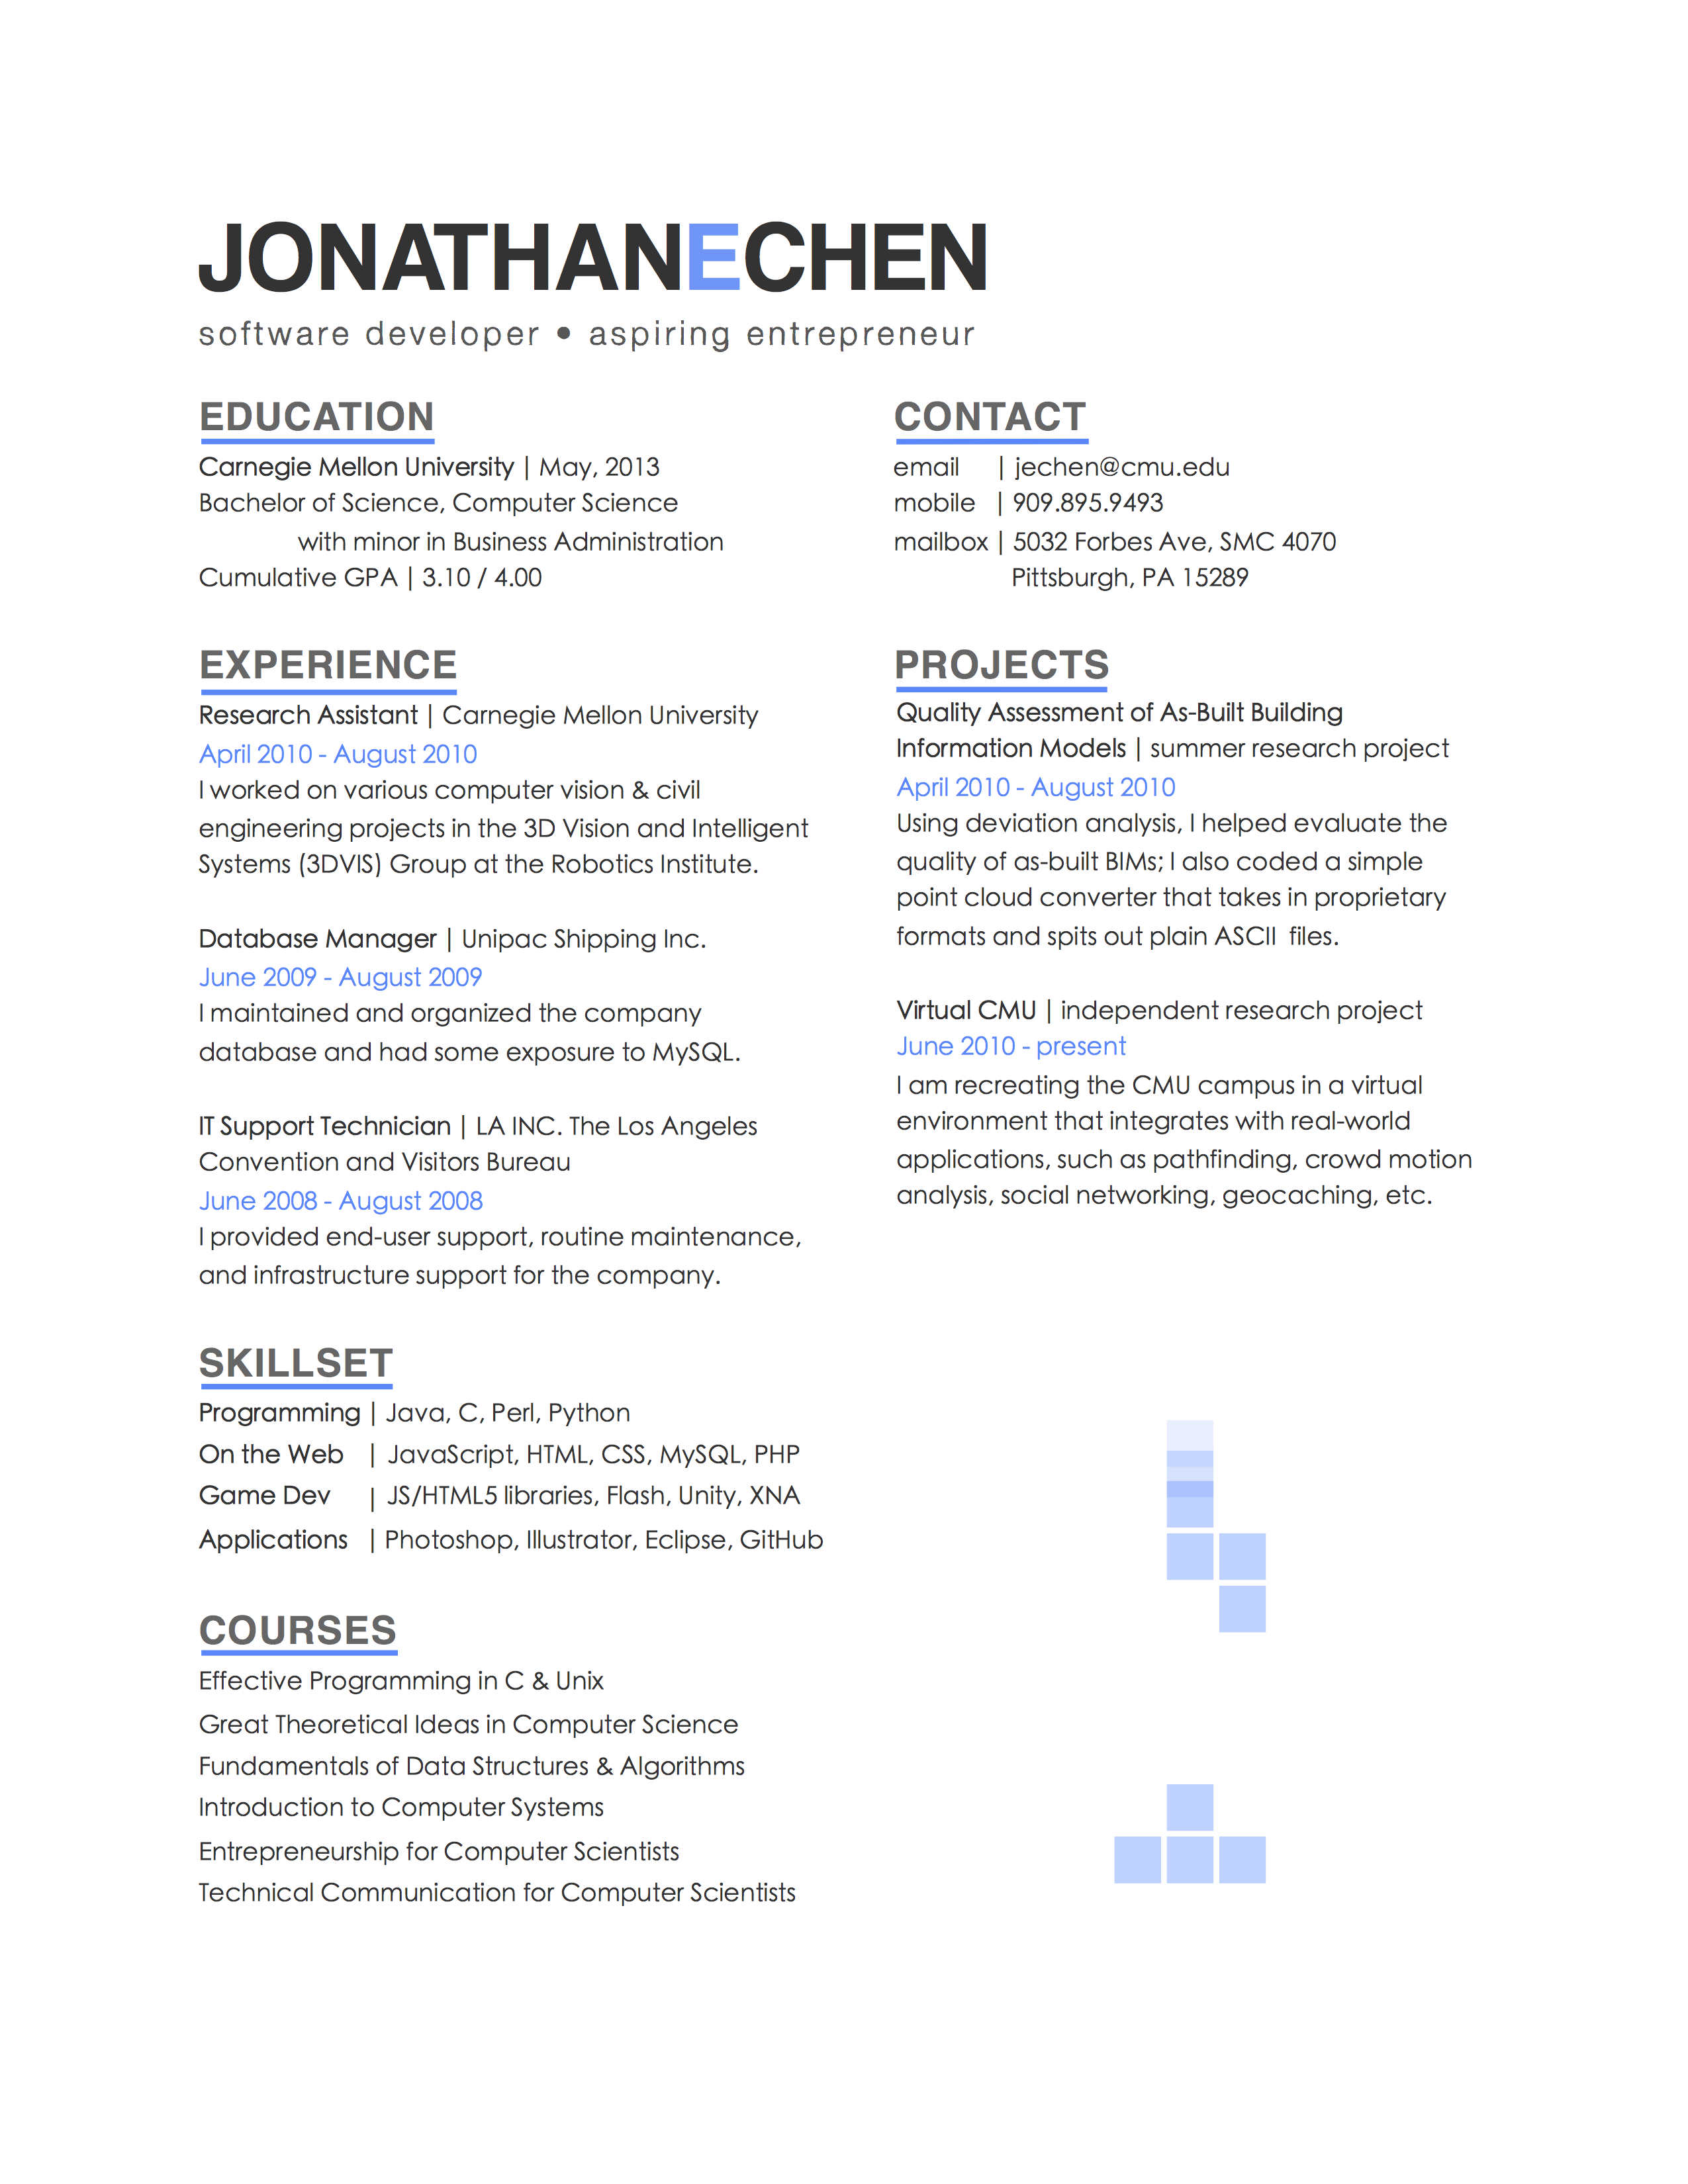 JONATHANECHEN
software developer • aspiring entrepreneur
EDUCATION
Carnegie Mellon University | May, 2013
Bachelor of Science, Computer Science
with minor in Business Administration
Cumulative GPA | 3.10 / 4.00
CONTACT
email | jechen@cmu.edu
mobile | 909.895.9493
mailbox | 5032 Forbes Ave, SMC 4070
Pittsburgh, PA 15289
EXPERIENCE
Research Assistant | Carnegie Mellon University
April 2010 - August 2010
I worked on various computer vision & civil
engineering projects in the 3D Vision and Intelligent
Systems (3DVIS) Group at the Robotics Institute.
Database Manager | Unipac Shipping Inc.
June 2009 - August 2009
I maintained and organized the company
database and had some exposure to MySQL.
IT Support Technician | LA INC. The Los Angeles
Convention and Visitors Bureau
June 2008 - August 2008
I provided end-user support, routine maintenance,
and infrastructure support for the company.
PROJECTS
Quality Assessment of As-Built Building
Information Models | summer research project
April 2010 - August 2010
Using deviation analysis, I helped evaluate the
quality of as-built BIMs; I also coded a simple
point cloud converter that takes in proprietary
formats and spits out plain ASCII files.
Virtual CMU | independent research project
June 2010 - present
I am recreating the CMU campus in a virtual
environment that integrates with real-world
applications, such as pathfinding, crowd motion
analysis, social networking, geocaching, etc.
SKILLSET
Programming | Java, C, Perl, Python
On the Web | JavaScript, HTML, CSS, MySQL, PHP
Game Dev | JS/HTML5 libraries, Flash, Unity, XNA
Applications | Photoshop, Illustrator, Eclipse, GitHub
COURSES
Effective Programming in C & Unix
Great Theoretical Ideas in Computer Science
Fundamentals of Data Structures & Algorithms
Introduction to Computer Systems
Entrepreneurship for Computer Scientists
Technical Communication for Computer Scientists